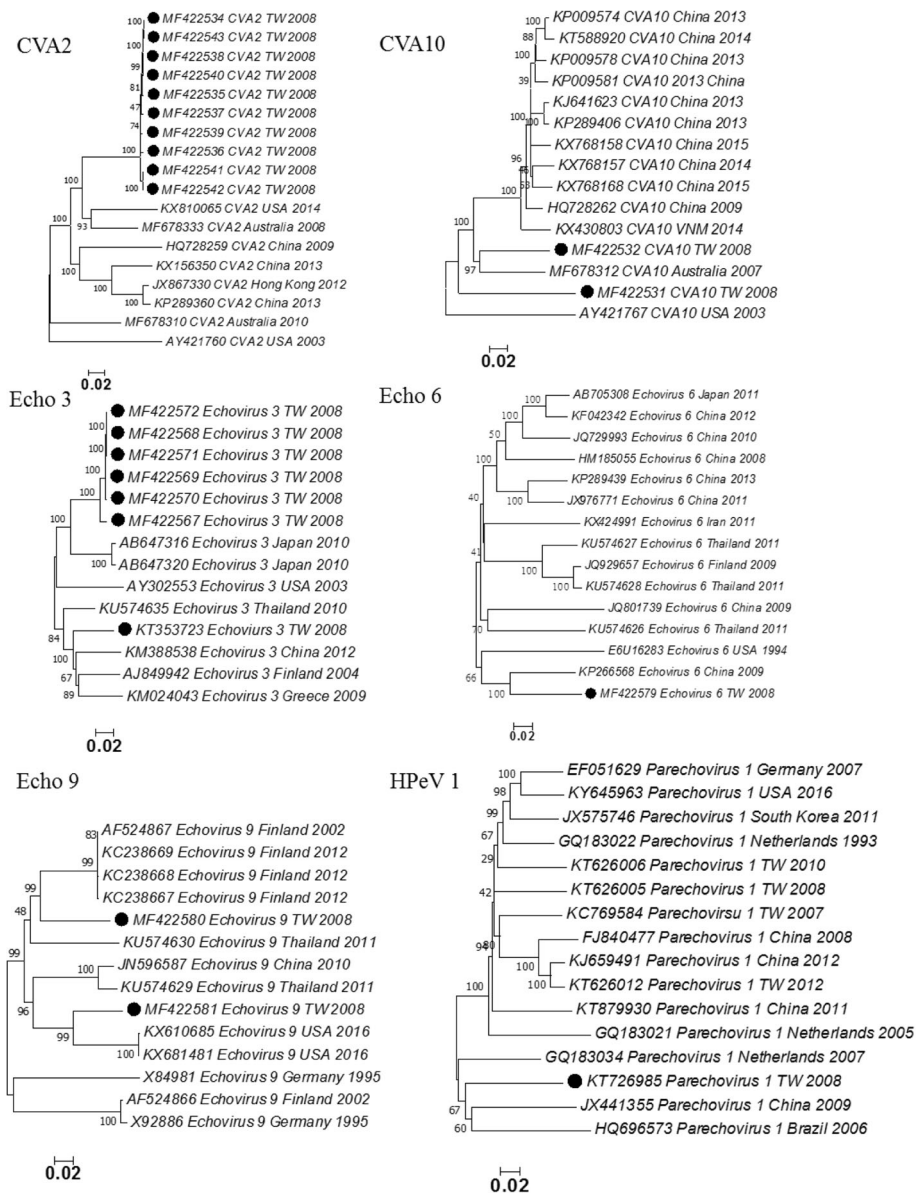 CVA2
100
MF422534 CVA2 TW 2008
MF422543 CVA2 TW 2008
100
MF422538 CVA2 TW 2008
99
MF422540 CVA2 TW 2008
81
MF422535 CVA2 TW 2008
47
MF422537 CVA2 TW 2008
74
MF422539 CVA2 TW 2008
100
MF422536 CVA2 TW 2008
MF422541 CVA2 TW 2008
100
MF422542 CVA2 TW 2008
100
KX810065 CVA2 USA 2014
100
93
MF678333 CVA2 Australia 2008
HQ728259 CVA2 China 2009
100
KX156350 CVA2 China 2013
100
JX867330 CVA2 Hong Kong 2012
100
KP289360 CVA2 China 2013
MF678310 CVA2 Australia 2010
AY421760 CVA2 USA 2003
0.02
CVA10
100
KP009574 CVA10 China 2013
88
KT588920 CVA10 China 2014
100
KP009578 CVA10 China 2013
39
KP009581 CVA10 2013 China
KJ641623 CVA10 China 2013
100
100
KP289406 CVA10 China 2013
KX768158 CVA10 China 2015
96
KX768157 CVA10 China 2014
46
53
KX768168 CVA10 China 2015
100
HQ728262 CVA10 China 2009
KX430803 CVA10 VNM 2014
100
MF422532 CVA10 TW 2008
97
MF678312 CVA10 Australia 2007
MF422531 CVA10 TW 2008
AY421767 CVA10 USA 2003
0.02
Echo 3
MF422572 Echovirus 3 TW 2008
100
MF422568 Echovirus 3 TW 2008
100
MF422571 Echovirus 3 TW 2008
100
MF422569 Echovirus 3 TW 2008
100
MF422570 Echovirus 3 TW 2008
100
MF422567 Echovirus 3 TW 2008
AB647316 Echovirus 3 Japan 2010
100
AB647320 Echovirus 3 Japan 2010
AY302553 Echovirus 3 USA 2003
KU574635 Echovirus 3 Thailand 2010
84
KT353723 Echoviurs 3 TW 2008
100
KM388538 Echovirus 3 China 2012
67
AJ849942 Echovirus 3 Finland 2004
89
KM024043 Echovirus 3 Greece 2009
0.02
Echo 6
AB705308 Echovirus 6 Japan 2011
100
100
KF042342 Echovirus 6 China 2012
50
JQ729993 Echovirus 6 China 2010
100
HM185055 Echovirus 6 China 2008
KP289439 Echovirus 6 China 2013
40
100
JX976771 Echovirus 6 China 2011
KX424991 Echovirus 6 Iran 2011
41
KU574627 Echovirus 6 Thailand 2011
100
JQ929657 Echovirus 6 Finland 2009
100
KU574628 Echovirus 6 Thailand 2011
JQ801739 Echovirus 6 China 2009
70
KU574626 Echovirus 6 Thailand 2011
E6U16283 Echovirus 6 USA 1994
66
KP266568 Echovirus 6 China 2009
100
MF422579 Echovirus 6 TW 2008
0.02
Echo 9
83
AF524867 Echovirus 9 Finland 2002
KC238669 Echovirus 9 Finland 2012
99
KC238668 Echovirus 9 Finland 2012
99
KC238667 Echovirus 9 Finland 2012
48
MF422580 Echovirus 9 TW 2008
KU574630 Echovirus 9 Thailand 2011
99
JN596587 Echovirus 9 China 2010
100
KU574629 Echovirus 9 Thailand 2011
96
MF422581 Echovirus 9 TW 2008
99
KX610685 Echovirus 9 USA 2016
100
KX681481 Echovirus 9 USA 2016
X84981 Echovirus 9 Germany 1995
AF524866 Echovirus 9 Finland 2002
100
X92886 Echovirus 9 Germany 1995
0.02
HPeV 1
100
EF051629 Parechovirus 1 Germany 2007
98
KY645963 Parechovirus 1 USA 2016
99
JX575746 Parechovirus 1 South Korea 2011
67
GQ183022 Parechovirus 1 Netherlands 1993
29
KT626006 Parechovirus 1 TW 2010
42
KT626005 Parechovirus 1 TW 2008
KC769584 Parechovirsu 1 TW 2007
94
80
FJ840477 Parechovirus 1 China 2008
100
KJ659491 Parechovirus 1 China 2012
100
KT626012 Parechovirus 1 TW 2012
100
KT879930 Parechovirus 1 China 2011
GQ183021 Parechovirus 1 Netherlands 2005
GQ183034 Parechovirus 1 Netherlands 2007
KT726985 Parechovirus 1 TW 2008
67
JX441355 Parechovirus 1 China 2009
60
HQ696573 Parechovirus 1 Brazil 2006
0.02